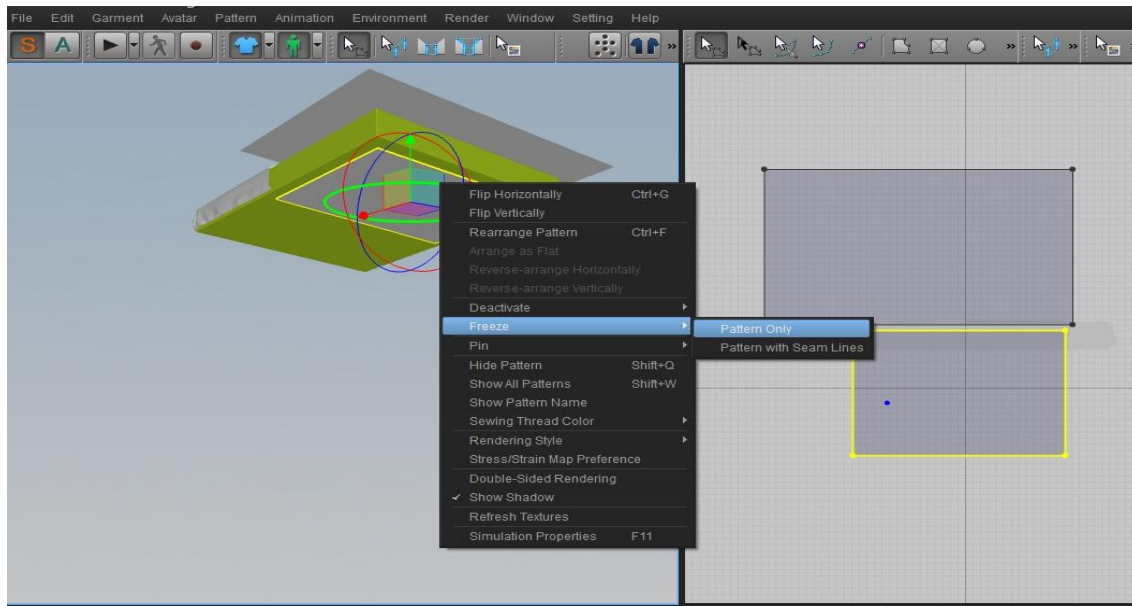 File Edit Garment Avatar Pattern Animation Environment Render Window Setting Help
S A
Flip Horizontally Ctrl+G
Flip Vertically
Rearrange Pattern Ctrl+F
Arrange as Flat
Reverse-arrange Horizontally
Reverse-arrange Vertically
Deactivate
Freeze
Pattern Only
Pin
Pattern with Seam Lines
Hide Pattern Shift+Q
Show All Patterns Shift+W
Show Pattern Name
Sewing Thread Color
Rendering Style
Stress/Strain Map Preference
Double-Sided Rendering
Show Shadow
Refresh Textures
Simulation Properties F11